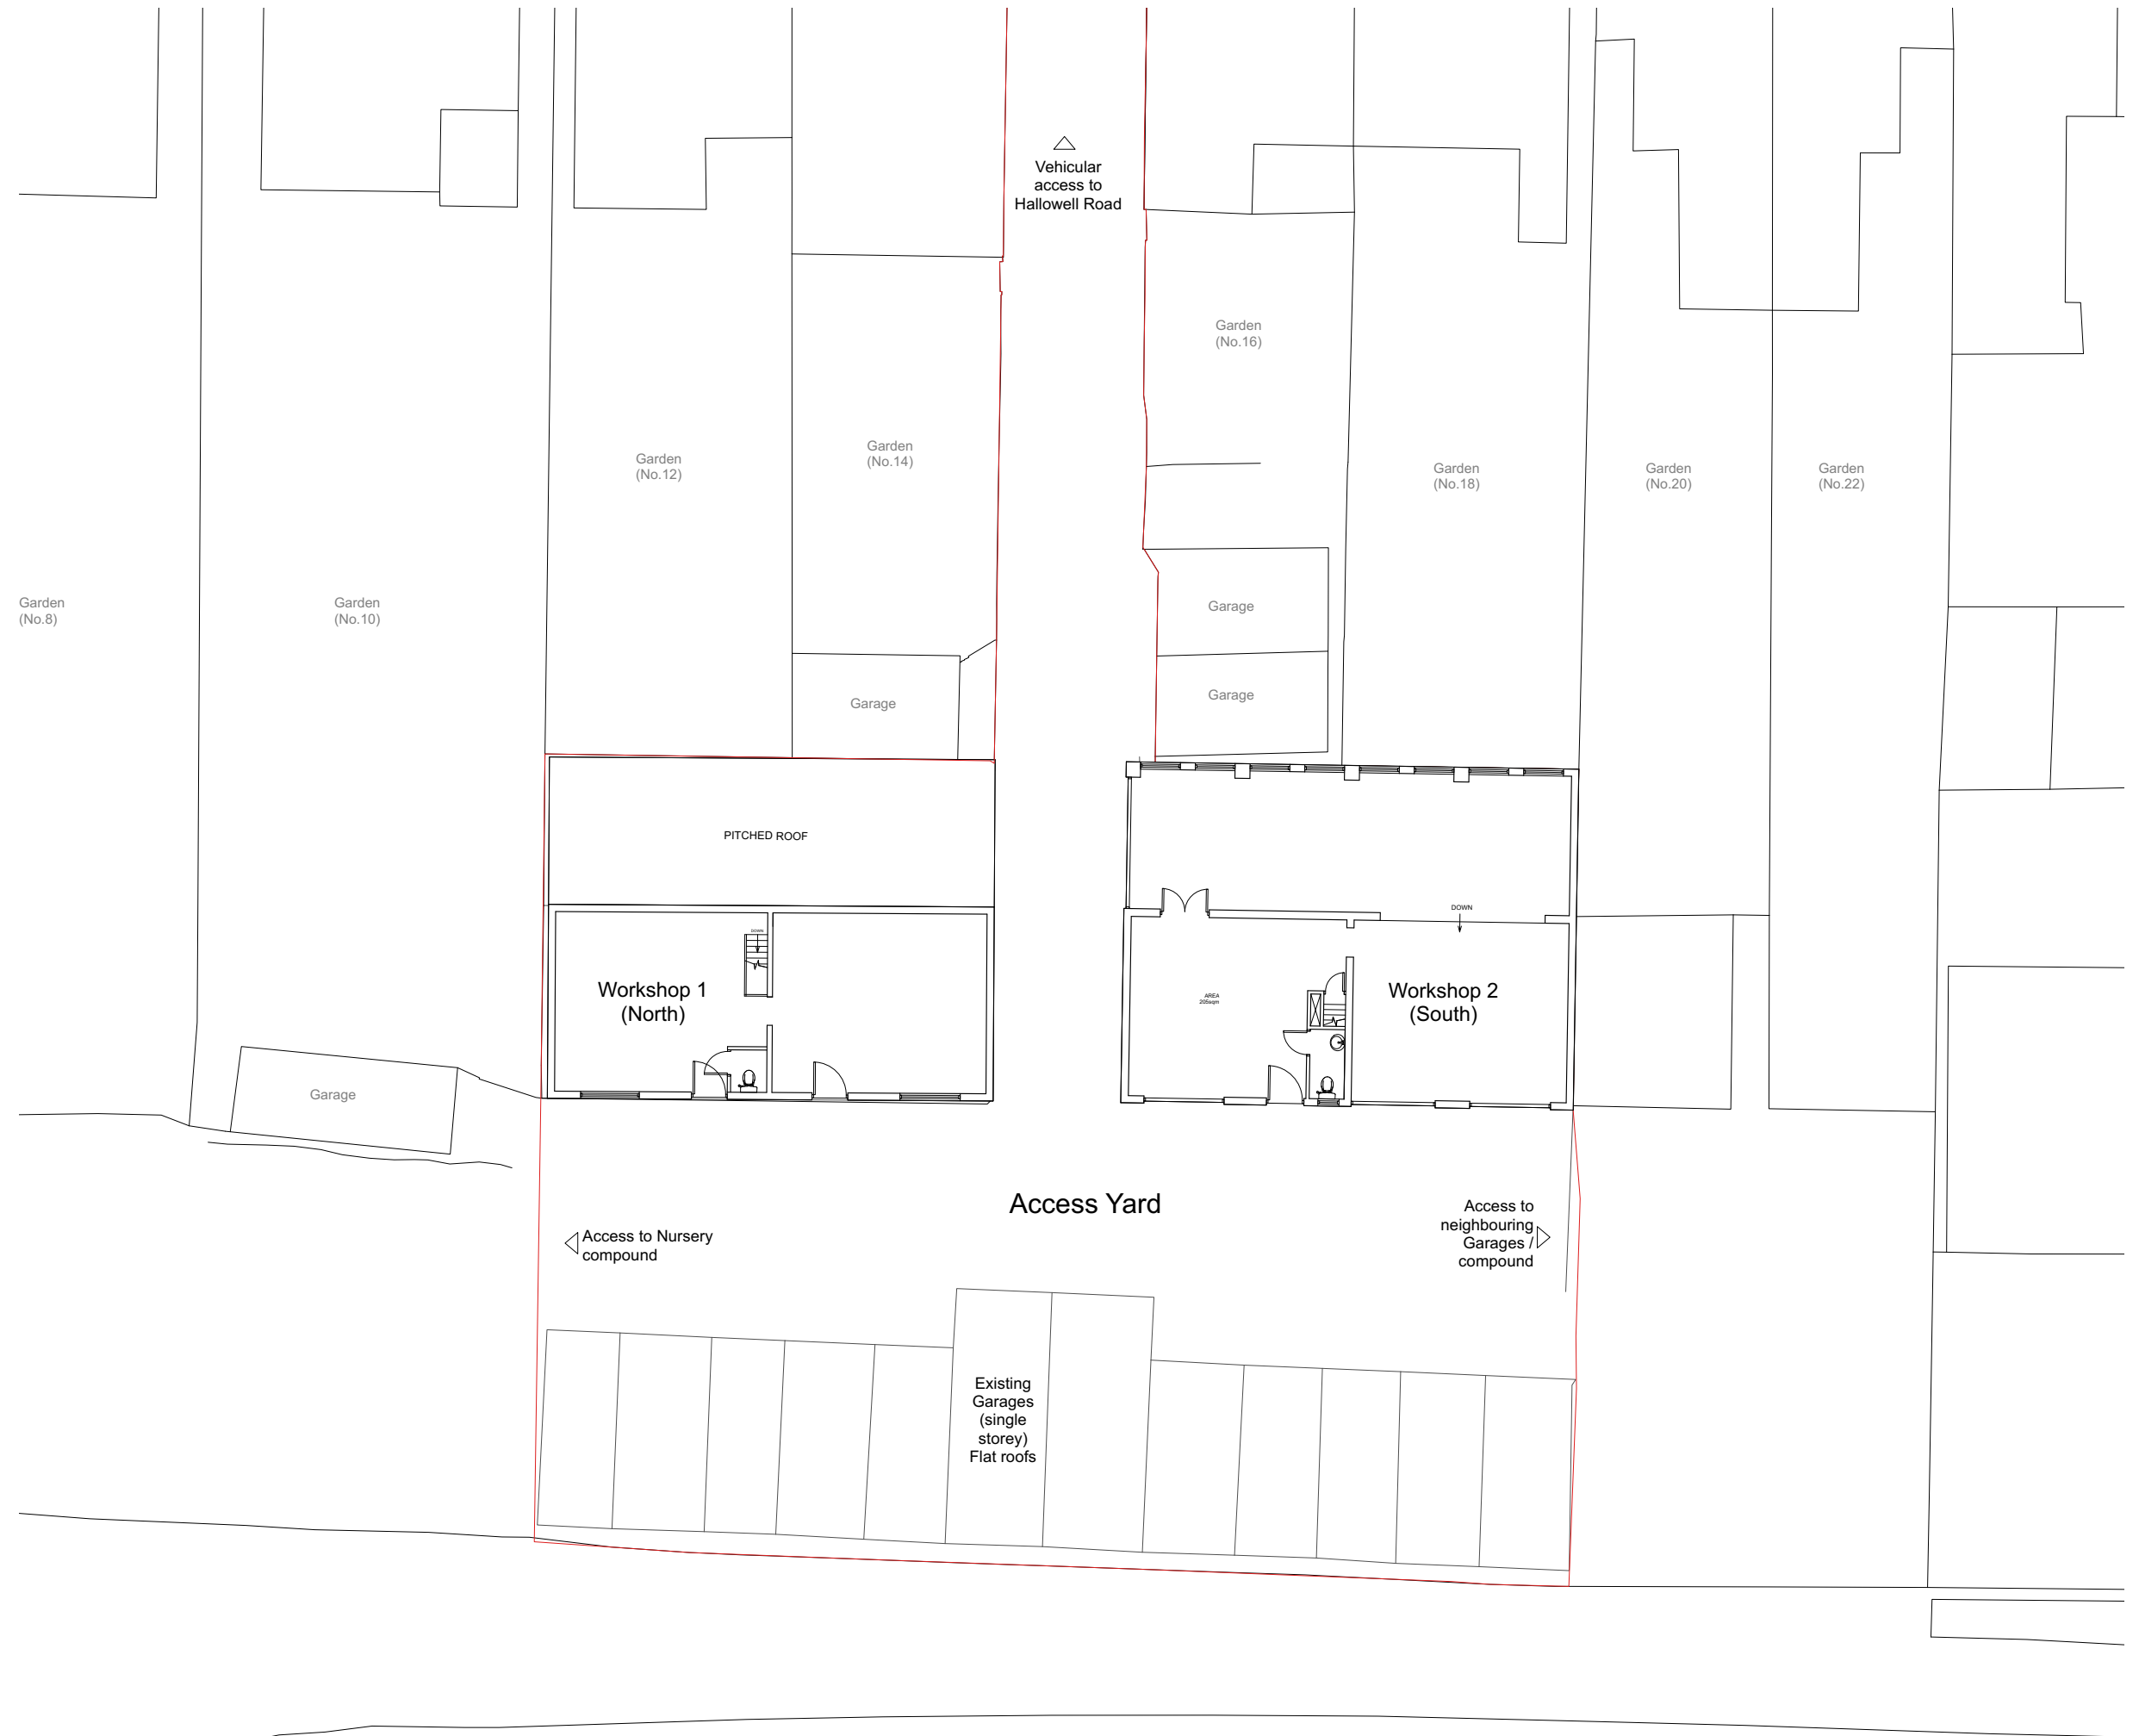 Vehicular
access to
Hallowell Road
Garden
(No.16)
Garden
(No.14)
Garden
(No.12)
Garden
(No.18)
Garden
(No.20)
Garden
(No.22)
Garden
(No.8)
Garden
(No.10)
Garage
Garage
Garage
PITCHED ROOF
DOWN
DOWN
Workshop 1
(North)
AREA
205sqm
Workshop 2
(South)
Garage
Access Yard
Access to Nursery
compound
Access to
neighbouring
Garages /
compound
Existing
Garages
(single
storey)
Flat roofs